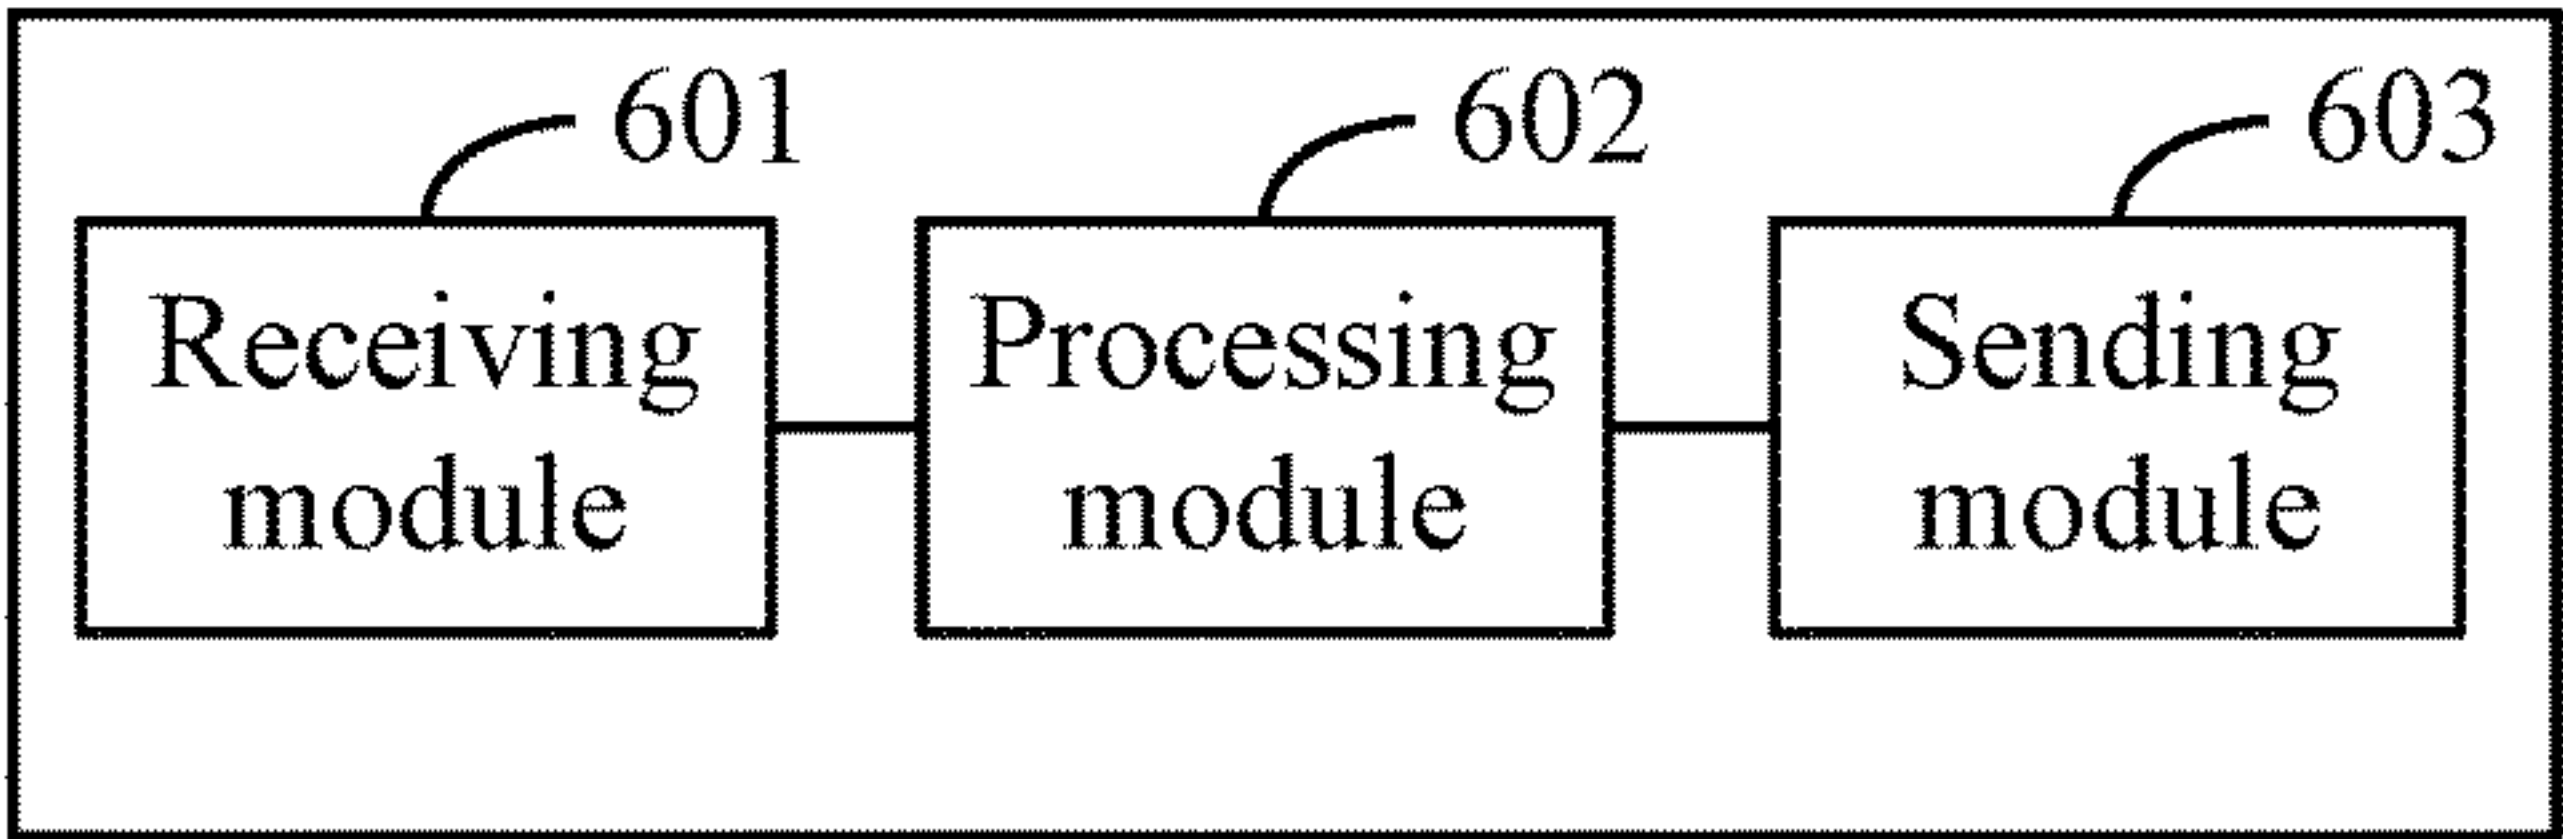 601
602
603
Receiving
module
Processing
module
Sending
module